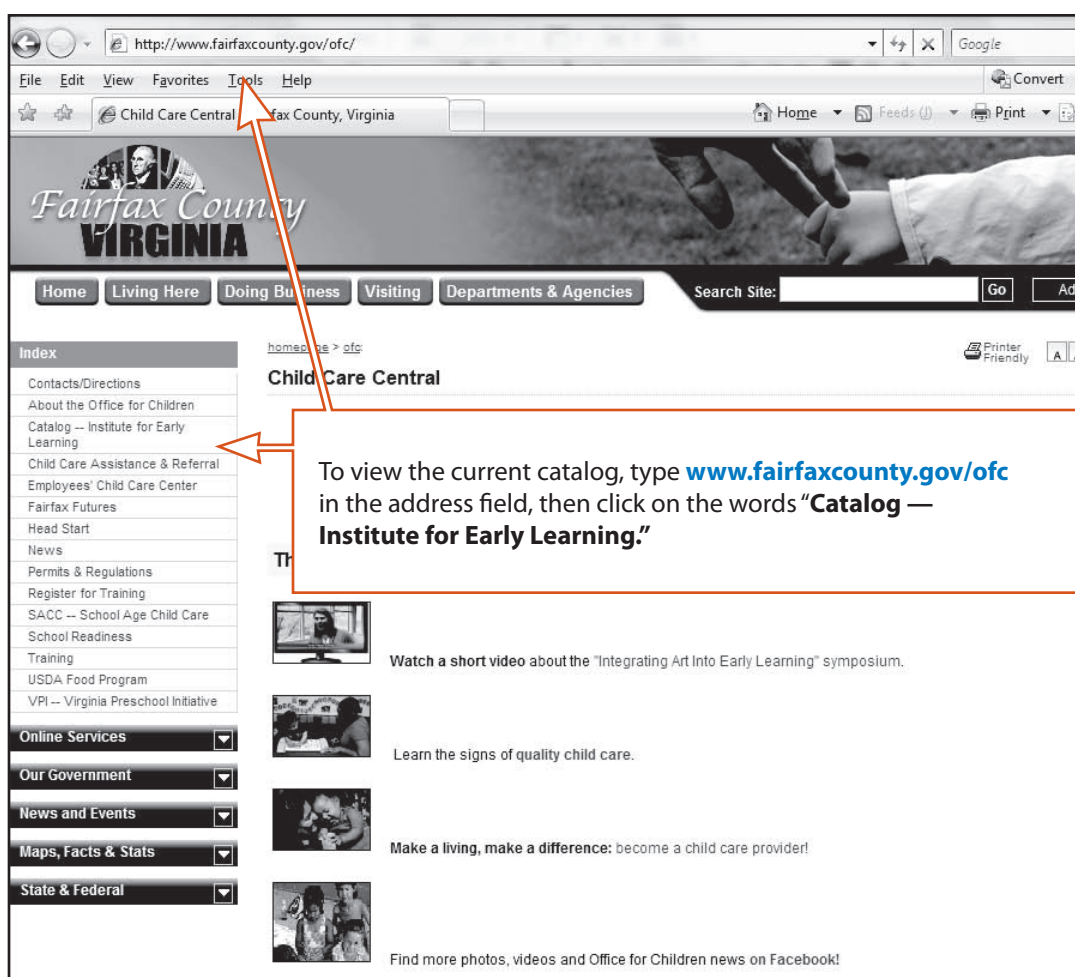 http://www.fairfaxcounty.gov/ofc/
Google
File Edit View Favorites Tools Help
Convert
Child Care Central
fax County, Virginia
Home Feeds (J) Print
Fairfax County
VIRGINIA
Home Living Here Doing Business Visiting Departments & Agencies Search Site: Go Ad
Index
Contacts/Directions
About the Office for Children
Catalog -- Institute for Early
Learning
Child Care Assistance & Referral
Employees' Child Care Center
Fairfax Futures
Head Start
News
Permits & Regulations
Register for Training
SACC -- School Age Child Care
School Readiness
Training
USDA Food Program
VPI -- Virginia Preschool Initiative
Online Services
Our Government
News and Events
Maps, Facts & Stats
State & Federal
homepage > ofc
Printer
Friendly
A
Child Care Central
To view the current catalog, type www.fairfaxcounty.gov/ofc
in the address field, then click on the words “Catalog —
Institute for Early Learning.”
Th
Watch a short video about the "Integrating Art Into Early Learning" symposium.
Learn the signs of quality child care.
Make a living, make a difference: become a child care provider!
Find more photos, videos and Office for Children news on Facebook!